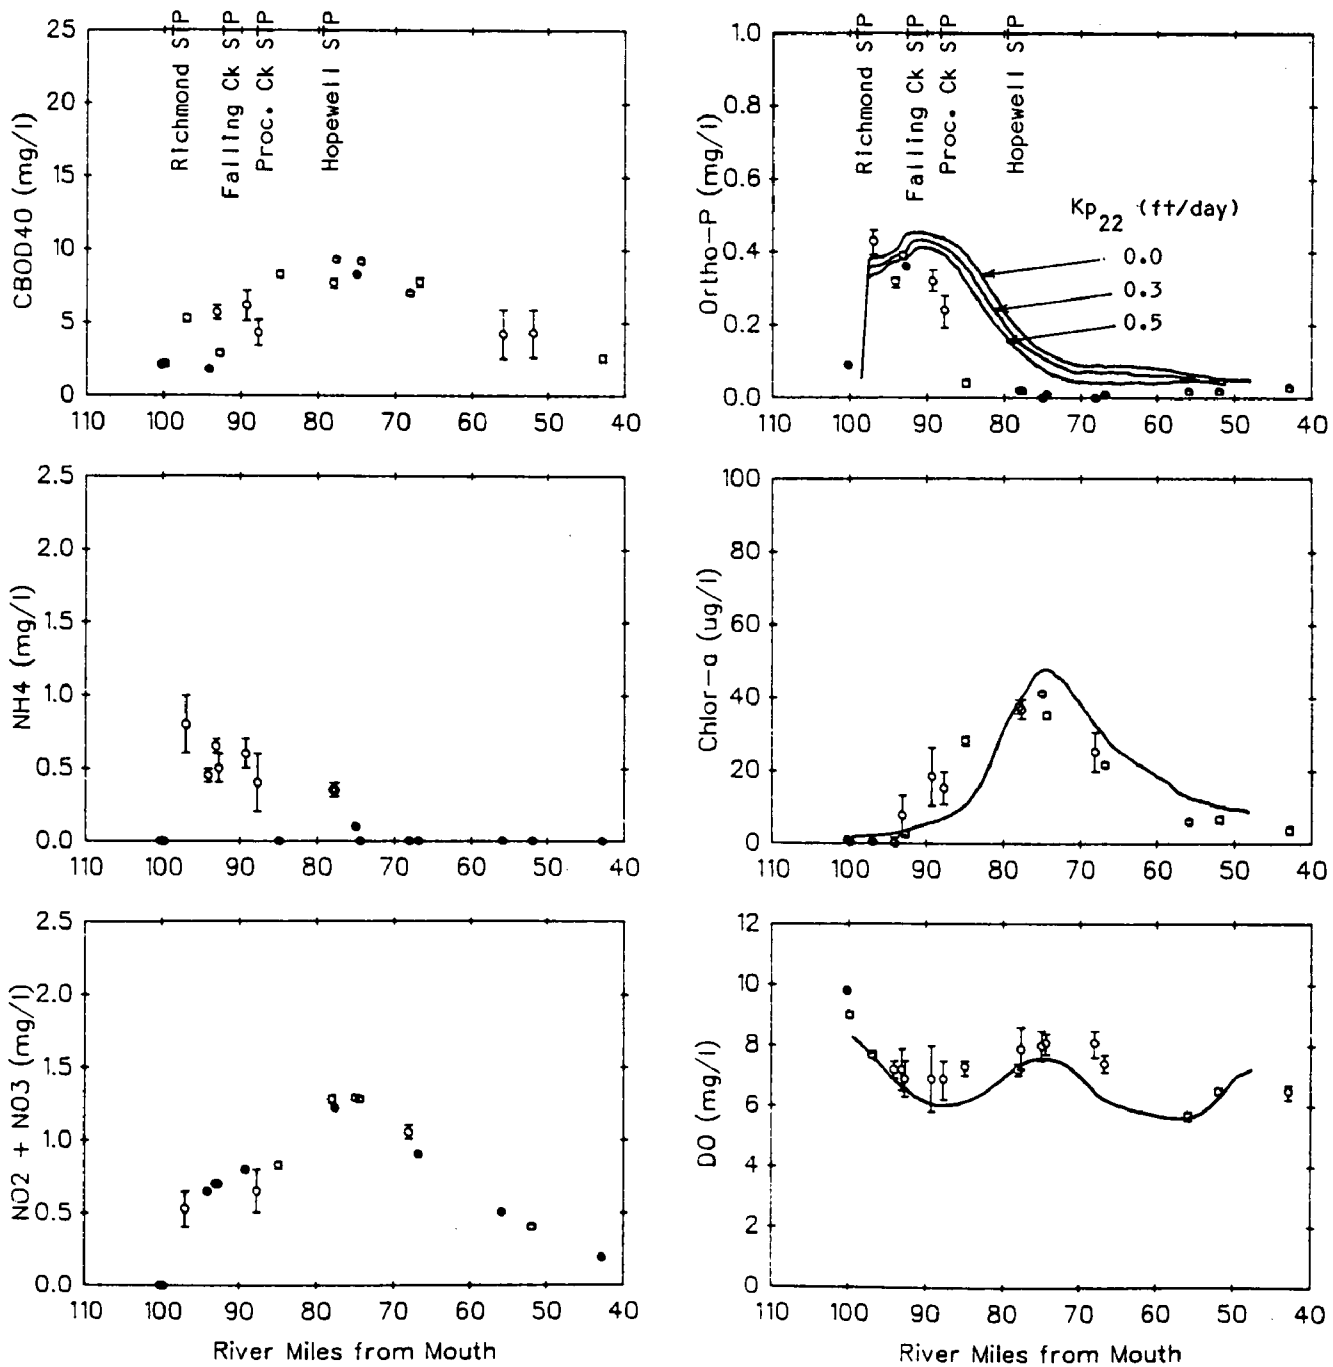 Richmond STP
Falling Ck STP
Proc. Ck STP
Hopewell STP
CBOD40 (mg/l)
25
20
15
10
5
0
110 100 90 80 70 60 50 40
Richmond STP
Falling Ck STP
Proc. Ck STP
Hopewell STP
Ortho-P (mg/l)
1.0
0.8
0.6
0.4
0.2
0.0
Kp22 (ft/day)
0.0
0.3
0.5
110 100 90 80 70 60 50 40
NH4 (mg/l)
2.5
2.0
1.5
1.0
0.5
0.0
110 100 90 80 70 60 50 40
Chlor-a (ug/l)
100
80
60
40
20
0
110 100 90 80 70 60 50 40
NO2 + NO3 (mg/l)
2.5
2.0
1.5
1.0
0.5
0.0
110 100 90 80 70 60 50 40
River Miles from Mouth
DO (mg/l)
12
10
8
6
4
2
0
110 100 90 80 70 60 50 40
River Miles from Mouth